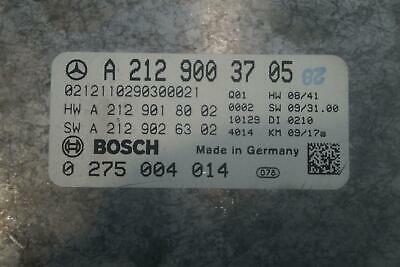 A 212 900 37 05 28
0212110290300021 Q01 HW 08/41
HW A 212 901 80 02 0002 SW 09/31.00
10129 DI 0210
SW A 212 902 63 02 4014 KM 09/17a
BOSCH Made in Germany
0 275 004 014 076